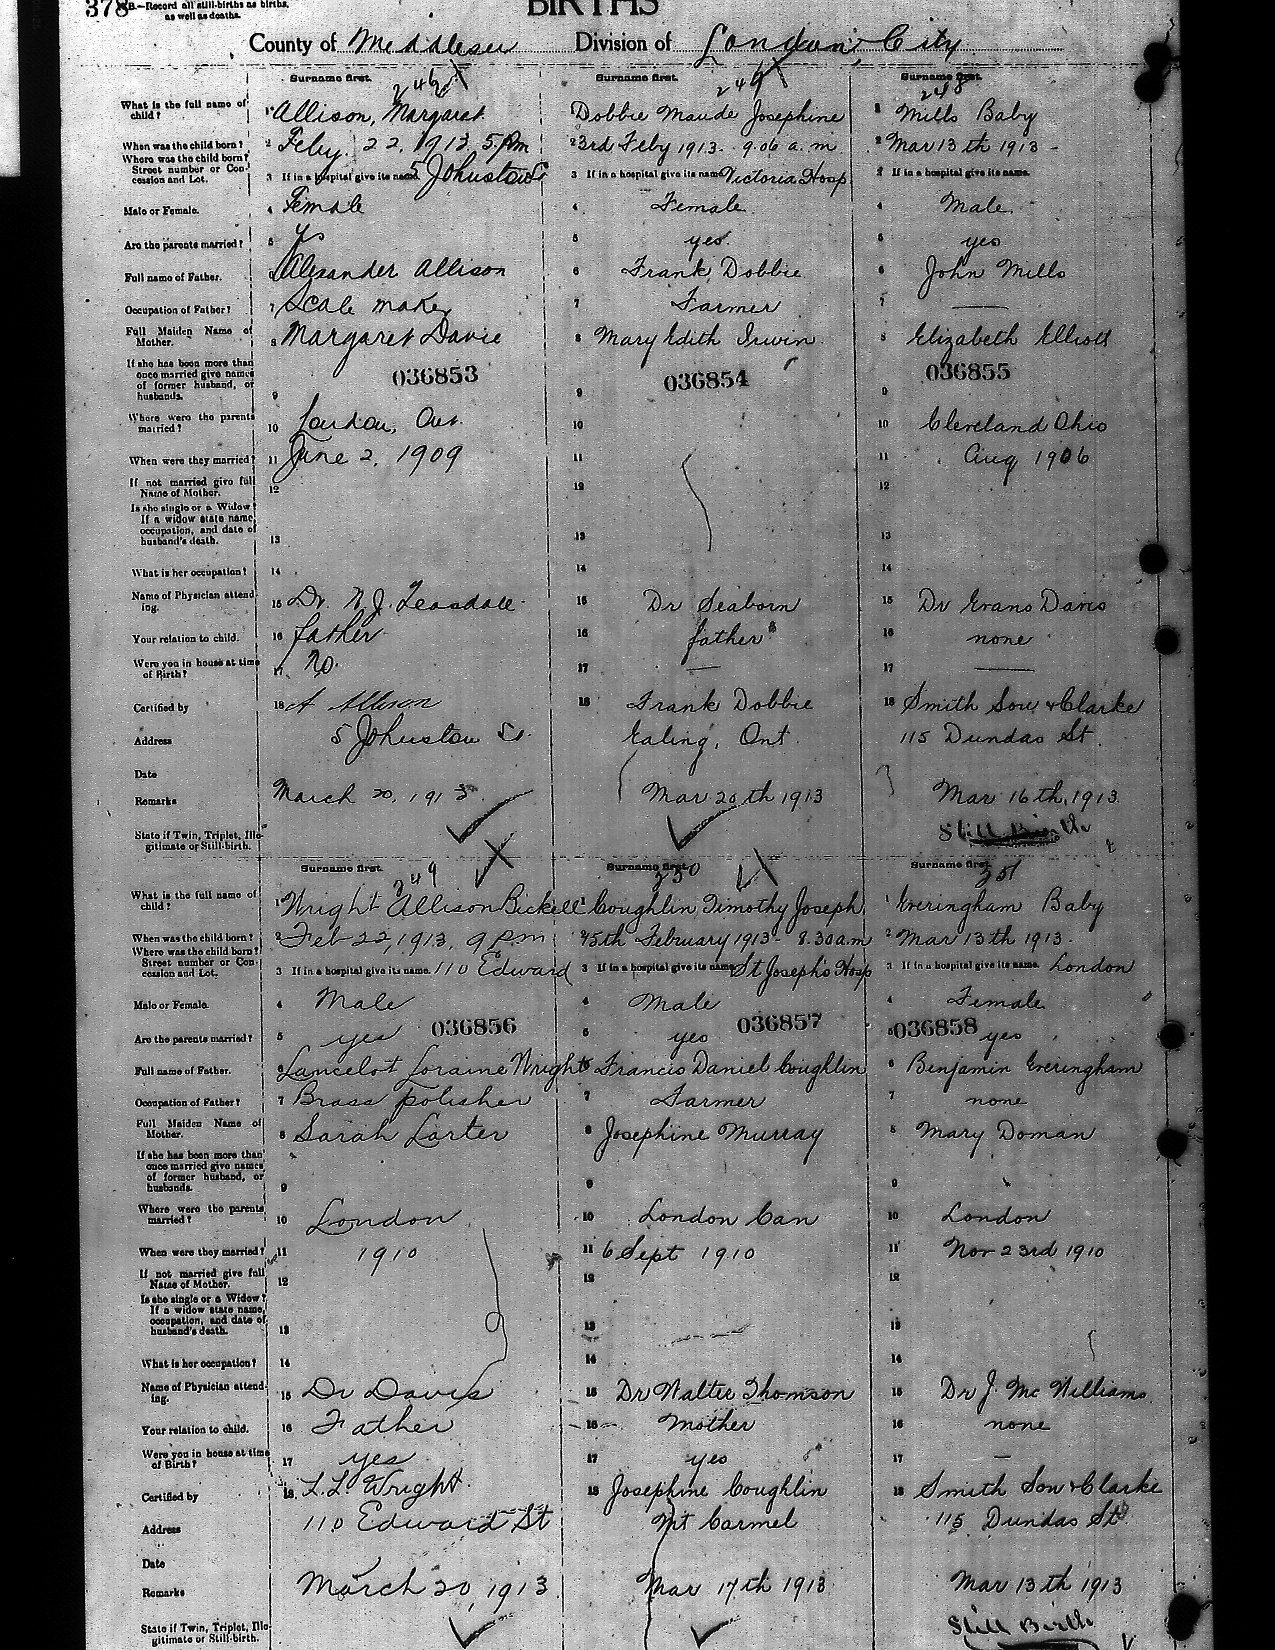 378
B.—Record all still-births as births,
as well as deaths.
BIRTHS
County of Middlesex Division of London City
Surname first. Surname first. Surname first.
246 247 248
What is the full name of child? 1 Allison, Margaret Dobbie Maude Josephine 1 Mills Baby
When was the child born? 2 Feby. 22, 1913, 5 Pm 23rd Feby 1913 - 9.06 a.m 2 Mar 13th 1913 -
Where was the child born? Street number or Concession and Lot. 3 If in a hospital give its name. 5 Johnston St 3 If in a hospital give its name Victoria Hosp If in a hospital give its name.
Male or Female. 4 Female 4 Female 4 Male
Are the parents married? 5 ys 5 yes. 5 yes
Full name of Father. Alexander Allison 6 Frank Dobbie 6 John Mills
Occupation of Father? 7 Scale maker 7 Farmer 7 —
Full Maiden Name of Mother. 8 Margaret Davie 8 Mary Edith Irwin 8 Elizabeth Elliott
If she has been more than once married give names of former husband, or husbands. 9 036853 9 036854 9 036855
Where were the parents married? 10 London, Ont. 10 10 Cleveland Ohio
When were they married? 11 June 2, 1909 11 11 Aug 1906
If not married give full Name of Mother. 12 12 12
Is she single or a Widow? If a widow state name, occupation, and date of husband's death. 13 13 13
What is her occupation? 14 14 14
Name of Physician attending. 15 Dr. N. J. Teasdale 15 Dr Seaborn 15 Dr Evans Davis
Your relation to child. 16 father 16 father 16 none
Were you in house at time of Birth? 17 No. 17 — 17 —
Certified by 18 A Allison 18 Frank Dobbie 18 Smith Son & Clarke
Address 5 Johnston St. Ealing, Ont. 115 Dundas St.
Date
Remarks March 20, 1913. Mar 20th 1913 Mar 16th, 1913
State if Twin, Triplet, Illegitimate or Still-birth. Still Birth
Surname first. Surname first. Surname first.
249 250 251
What is the full name of child? 1 Wright Allison Bickell 1 Coughlin Timothy Joseph 1 Everingham Baby
When was the child born? 2 Feb 22, 1913, 9 pm 25th February 1913 - 8.30 a.m 2 Mar 13th 1913.
Where was the child born? Street number or Concession and Lot. 3 If in a hospital give its name. 110 Edward 3 If in a hospital give its name St Joseph's Hosp 3 If in a hospital give its name. London
Male or Female. 4 Male 4 Male 4 Female
Are the parents married? 5 yes 036856 5 yes 036857 5 036858 yes
Full name of Father. 6 Lancelot Loraine Wright 6 Francis Daniel Coughlin 6 Benjamin Everingham
Occupation of Father? 7 Brass polisher 7 Farmer 7 none
Full Maiden Name of Mother. 8 Sarah Carter 8 Josephine Murray 8 Mary Doman
If she has been more than once married give names of former husband, or husbands. 9 9 9
Where were the parents married? 10 London 10 London Can 10 London
When were they married? 11 1910 11 6 Sept 1910 11 Nov 23rd 1910
If not married give full Name of Mother. 12 12 12
Is she single or a Widow? If a widow state name, occupation, and date of husband's death. 13 13 13
What is her occupation? 14 14 14
Name of Physician attending. 15 Dr Davis 15 Dr Walter Thomson 15 Dr J. McWilliams
Your relation to child. 16 Father 16 Mother 16 none
Were you in house at time of Birth? 17 yes 17 yes 17 —
Certified by 18 L. L. Wright. 18 Josephine Coughlin 18 Smith Son & Clarke
Address 110 Edward St Mt Carmel 115 Dundas St
Date
Remarks March 20, 1913. Mar 17th 1913 Mar 13th 1913
State if Twin, Triplet, Illegitimate or Still-birth. Still Birth